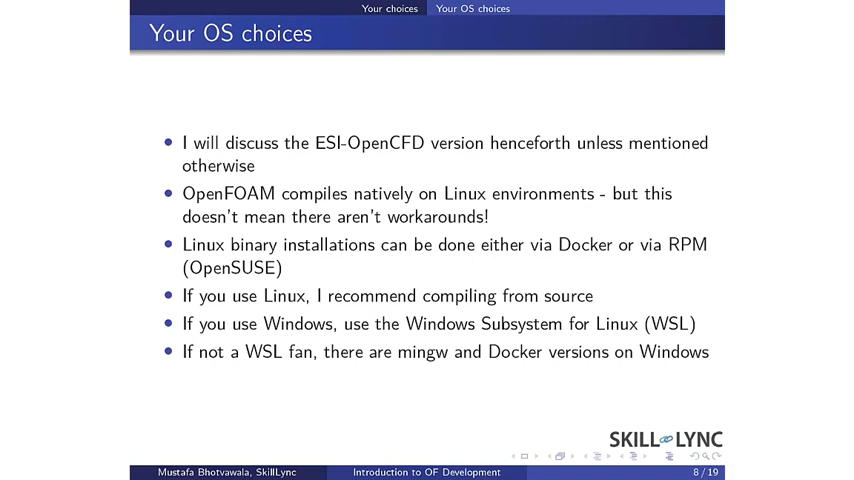 Your choices Your OS choices
Your OS choices
• I will discuss the ESI-OpenCFD version henceforth unless mentioned
otherwise
• OpenFOAM compiles natively on Linux environments - but this
doesn't mean there aren't workarounds!
• Linux binary installations can be done either via Docker or via RPM
(OpenSUSE)
• If you use Linux, I recommend compiling from source
• If you use Windows, use the Windows Subsystem for Linux (WSL)
• If not a WSL fan, there are mingw and Docker versions on Windows
SKILL LYNC
Mustafa Bhotvawala, SkillLync Introduction to OF Development 8 / 19